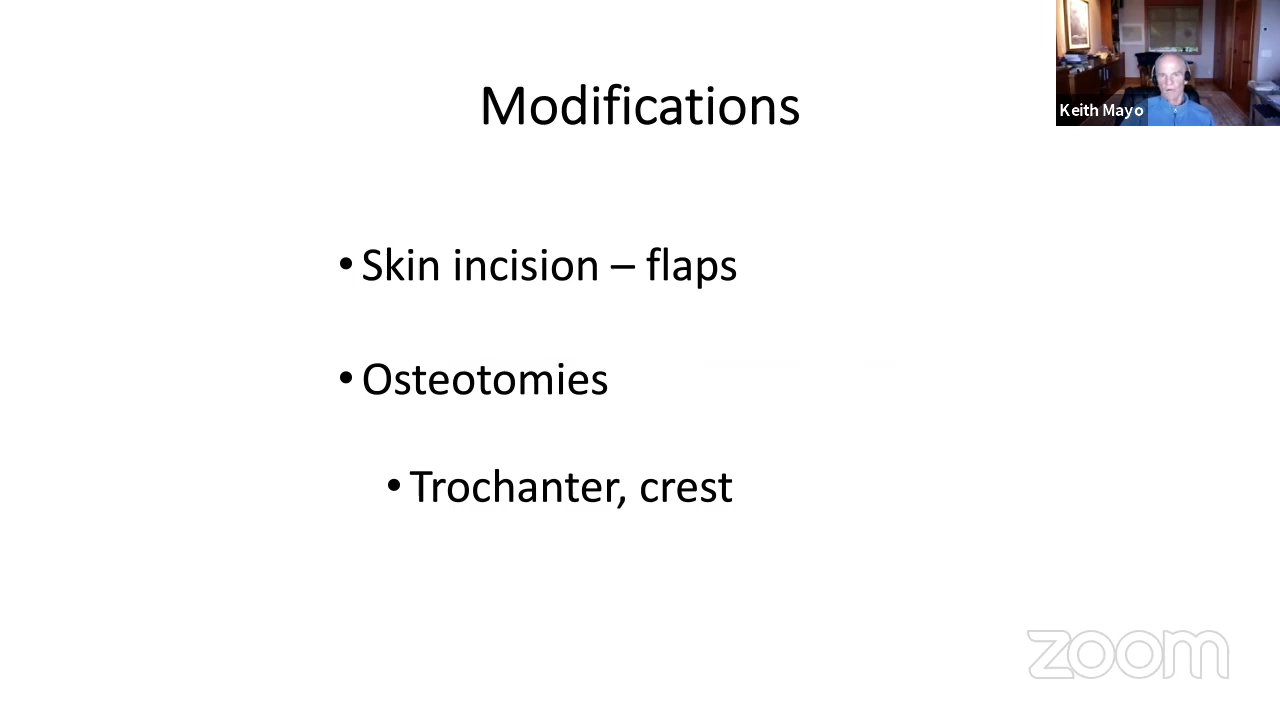 Modifications
Keith Mayo
• Skin incision – flaps
• Osteotomies
• Trochanter, crest
zoom